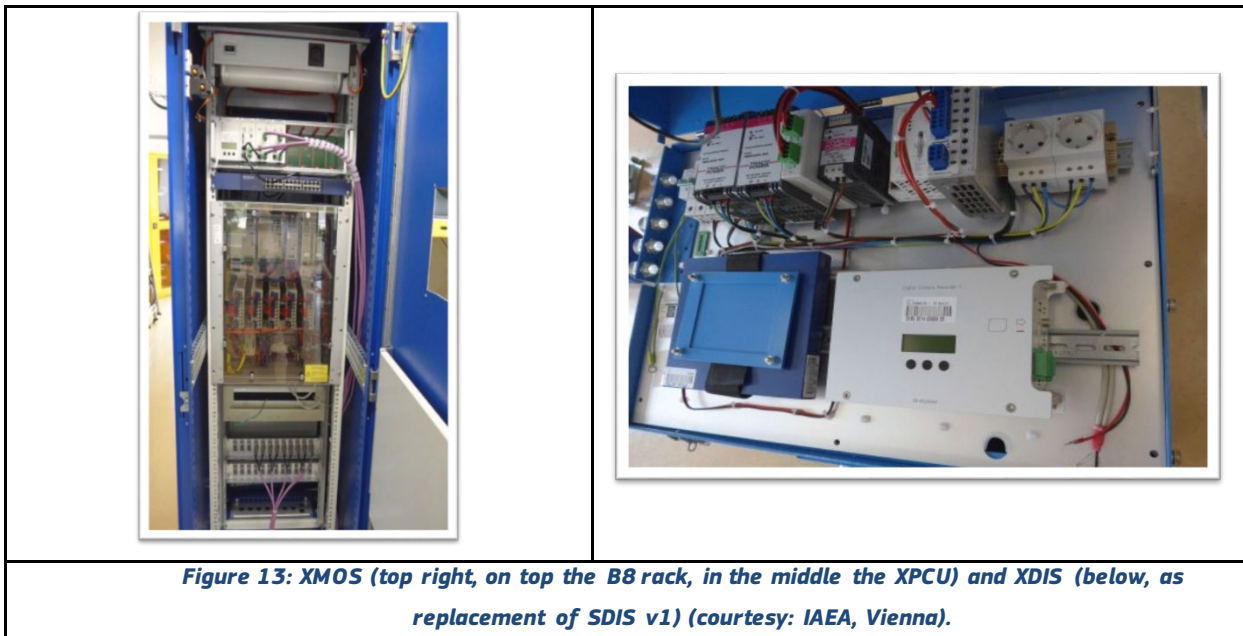 Figure 13: XMOS (top right, on top the B8 rack, in the middle the XPCU) and XDIS (below, as
replacement of SDIS v1) (courtesy: IAEA, Vienna).